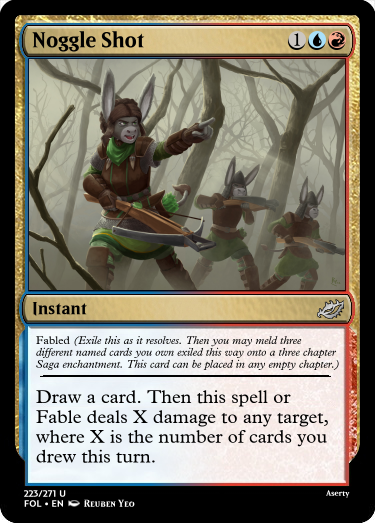 Noggle Shot 1
Instant
Fabled (Exile this as it resolves. Then you may meld three
different named cards you own exiled this way onto a three chapter
Saga enchantment. This card can be placed in any empty chapter.)
Draw a card. Then this spell or
Fable deals X damage to any target,
where X is the number of cards you
drew this turn.
223/271 U
FOL • EN Reuben Yeo
Aserty